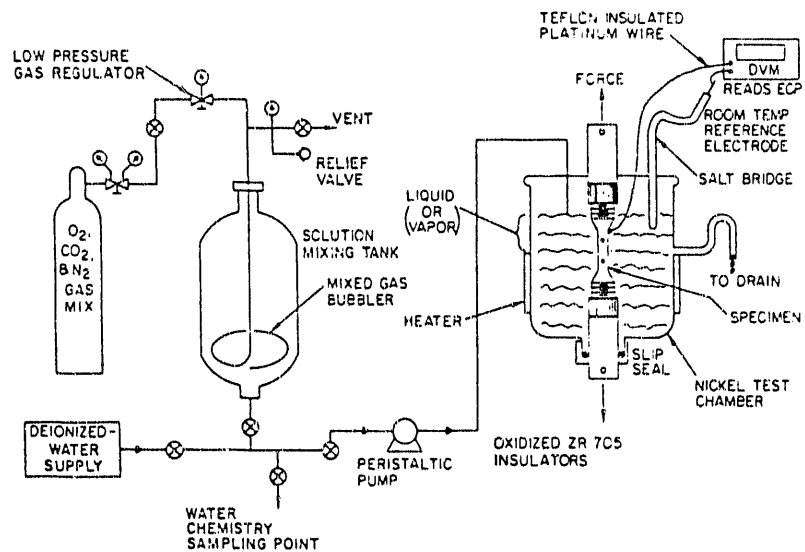 TEFLON INSULATED
PLATINUM WIRE
LOW PRESSURE
GAS REGULATOR
DVM
READS ECP
FORCE
ROOM TEMP
REFERENCE
ELECTRODE
VENT
SALT BRIDGE
RELIEF
VALVE
LIQUID
OR
VAPOR
O2,
CO2,
8N2
GAS
MIX
SOLUTION
MIXING TANK
MIXED GAS
BUBBLER
TO DRAIN
HEATER
SPECIMEN
SLIP
SEAL
NICKEL TEST
CHAMBER
DEIONIZED-
WATER
SUPPLY
PERISTALTIC
PUMP
OXIDIZED ZR 705
INSULATORS
WATER
CHEMISTRY
SAMPLING POINT